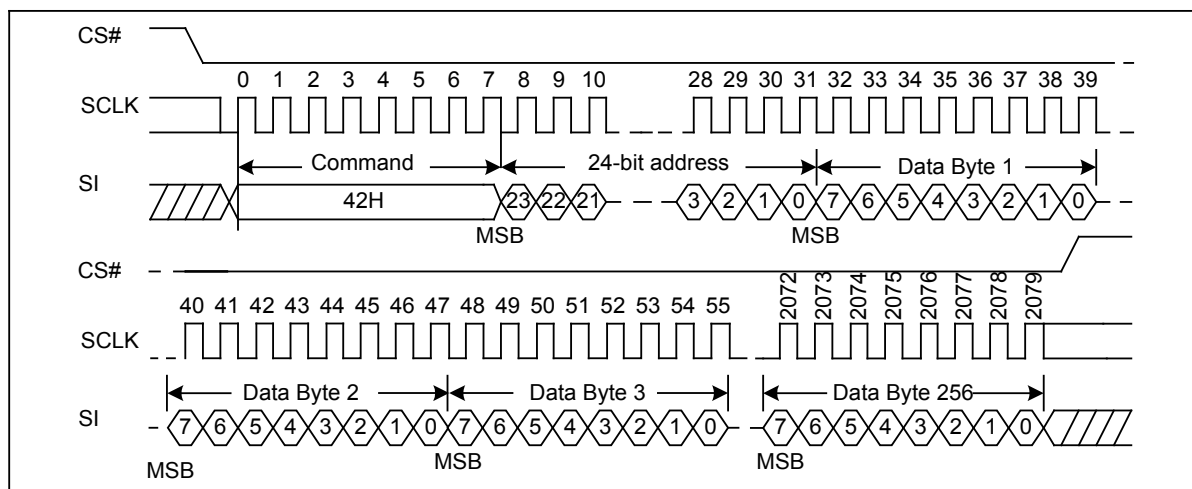 CS#
0 1 2 3 4 5 6 7 8 9 10 28 29 30 31 32 33 34 35 36 37 38 39
SCLK
Command 24-bit address Data Byte 1
SI
42H 23 22 21 3 2 1 0 7 6 5 4 3 2 1 0
MSB MSB
CS#
40 41 42 43 44 45 46 47 48 49 50 51 52 53 54 55 2072 2073 2074 2075 2076 2077 2078 2079
SCLK
Data Byte 2 Data Byte 3 Data Byte 256
SI
7 6 5 4 3 2 1 0 7 6 5 4 3 2 1 0 7 6 5 4 3 2 1 0
MSB MSB MSB